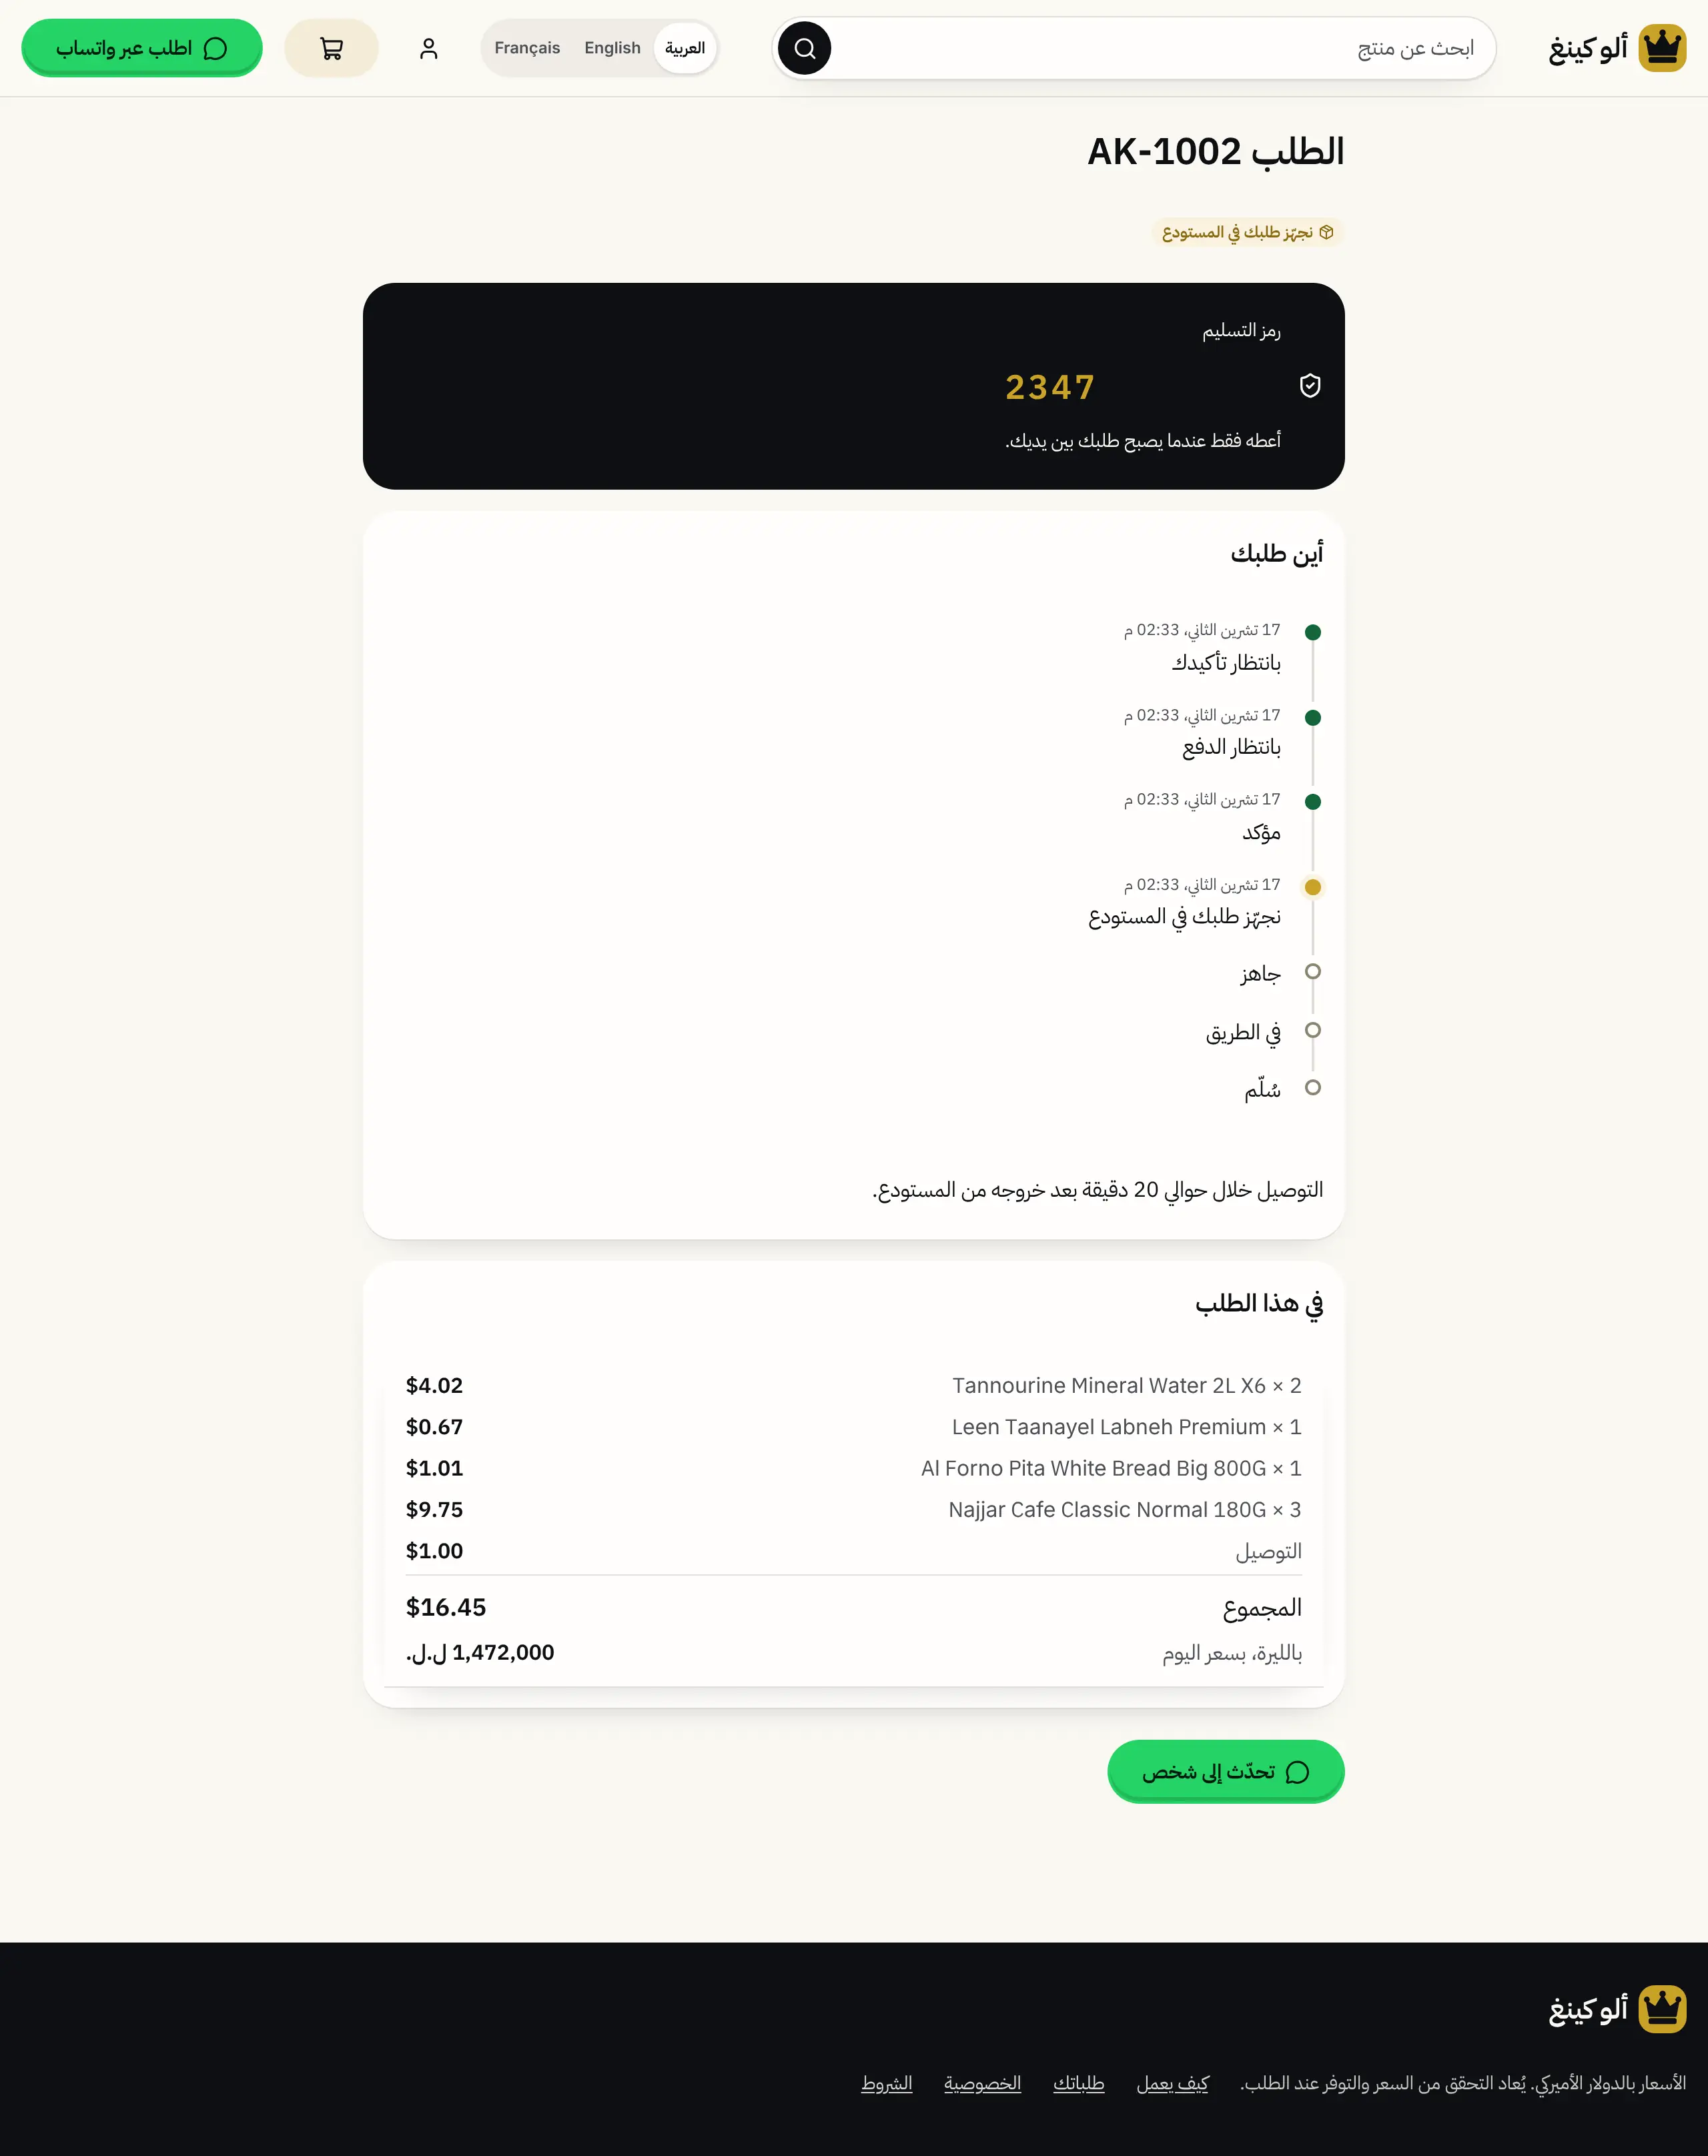 ألو كينغ
ابحث عن منتج
العربية English Français
اطلب عبر واتساب
الطلب AK-1002
نجهّز طلبك في المستودع
رمز التسليم
2347
أعطه فقط عندما يصبح طلبك بين يديك.
أين طلبك
17 تشرين الثاني، 02:33 م
بانتظار تأكيدك
17 تشرين الثاني، 02:33 م
بانتظار الدفع
17 تشرين الثاني، 02:33 م
مؤكد
17 تشرين الثاني، 02:33 م
نجهّز طلبك في المستودع
جاهز
في الطريق
سُلّم
التوصيل خلال حوالي 20 دقيقة بعد خروجه من المستودع.
في هذا الطلب
Tannourine Mineral Water 2L X6 × 2 $4.02
Leen Taanayel Labneh Premium × 1 $0.67
Al Forno Pita White Bread Big 800G × 1 $1.01
Najjar Cafe Classic Normal 180G × 3 $9.75
التوصيل $1.00
المجموع $16.45
بالليرة، بسعر اليوم 1,472,000 ل.ل.
تحدّث إلى شخص
ألو كينغ
الأسعار بالدولار الأميركي. يُعاد التحقق من السعر والتوفر عند الطلب. كيف يعمل طلباتك الخصوصية الشروط